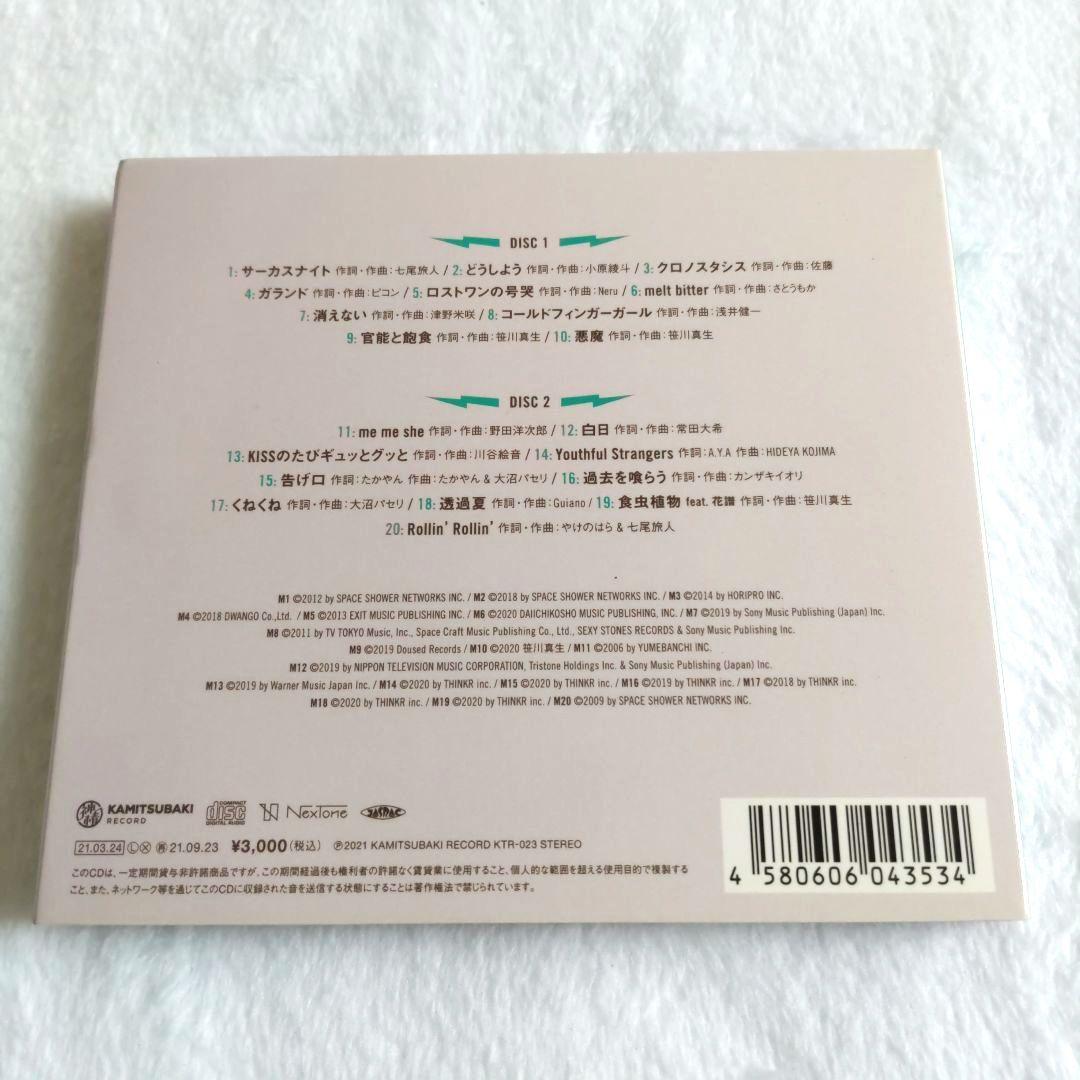 DISC 1
1: サーカスナイト 作詞・作曲：七尾旅人 / 2: どうしよう 作詞・作曲：小原綾斗 / 3: クロノスタシス 作詞・作曲：佐藤
4: ガランド 作詞・作曲：ピコン / 5: ロストワンの号哭 作詞・作曲：Neru / 6: melt bitter 作詞・作曲：さとうもか
7: 消えない 作詞・作曲：津野米咲 / 8: コールドフィンガーガール 作詞・作曲：浅井健一
9: 官能と飽食 作詞・作曲：笹川真生 / 10: 悪魔 作詞・作曲：笹川真生
DISC 2
11: me me she 作詞・作曲：野田洋次郎 / 12: 白日 作詞・作曲：常田大希
13: KISSのたびギュッとグッと 作詞・作曲：川谷絵音 / 14: Youthful Strangers 作詞：A.Y.A 作曲：HIDEYA KOJIMA
15: 告げ口 作詞：たかやん 作曲：たかやん & 大沼パセリ / 16: 過去を喰らう 作詞・作曲：カンザキイオリ
17: くねくね 作詞・作曲：大沼パセリ / 18: 透過夏 作詞・作曲：Guiano / 19: 食虫植物 feat. 花譜 作詞・作曲：笹川真生
20: Rollin' Rollin' 作詞・作曲：やけのはら & 七尾旅人
M1 ©2012 by SPACE SHOWER NETWORKS INC. / M2 ©2018 by SPACE SHOWER NETWORKS INC. / M3 ©2014 by HORIPRO INC.
M4 ©2018 DWANGO Co.,Ltd. / M5 ©2013 EXIT MUSIC PUBLISHING INC. / M6 ©2020 DAIICHIKOSHO MUSIC PUBLISHING, INC. / M7 ©2019 by Sony Music Publishing (Japan) Inc.
M8 ©2011 by TV TOKYO Music, Inc., Space Craft Music Publishing Co., Ltd., SEXY STONES RECORDS & Sony Music Publishing Inc.
M9 ©2019 Doused Records / M10 ©2020 笹川真生 / M11 ©2006 by YUMEBANCHI INC.
M12 ©2019 by NIPPON TELEVISION MUSIC CORPORATION, Tristone Holdings Inc. & Sony Music Publishing (Japan) Inc.
M13 ©2019 by Warner Music Japan Inc. / M14 ©2020 by THINKR inc. / M15 ©2020 by THINKR inc. / M16 ©2019 by THINKR inc. / M17 ©2018 by THINKR inc.
M18 ©2020 by THINKR inc. / M19 ©2020 by THINKR inc. / M20 ©2009 by SPACE SHOWER NETWORKS INC.
神椿 KAMITSUBAKI RECORD COMPACT disc DIGITAL AUDIO N NexTone JASRAC
21.03.24 Ⓛ Ⓧ ㊑ 21.09.23 ¥3,000(税込) ℗2021 KAMITSUBAKI RECORD KTR-023 STEREO
このCDは、一定期間貸与非許諾商品ですが、この期間経過後も権利者の許諾なく賃貸業に使用すること、個人的な範囲を超える使用目的で複製すること、また、ネットワーク等を通じてこのCDに収録された音を送信する状態にすることは著作権法で禁じられています。
4 580606 043534